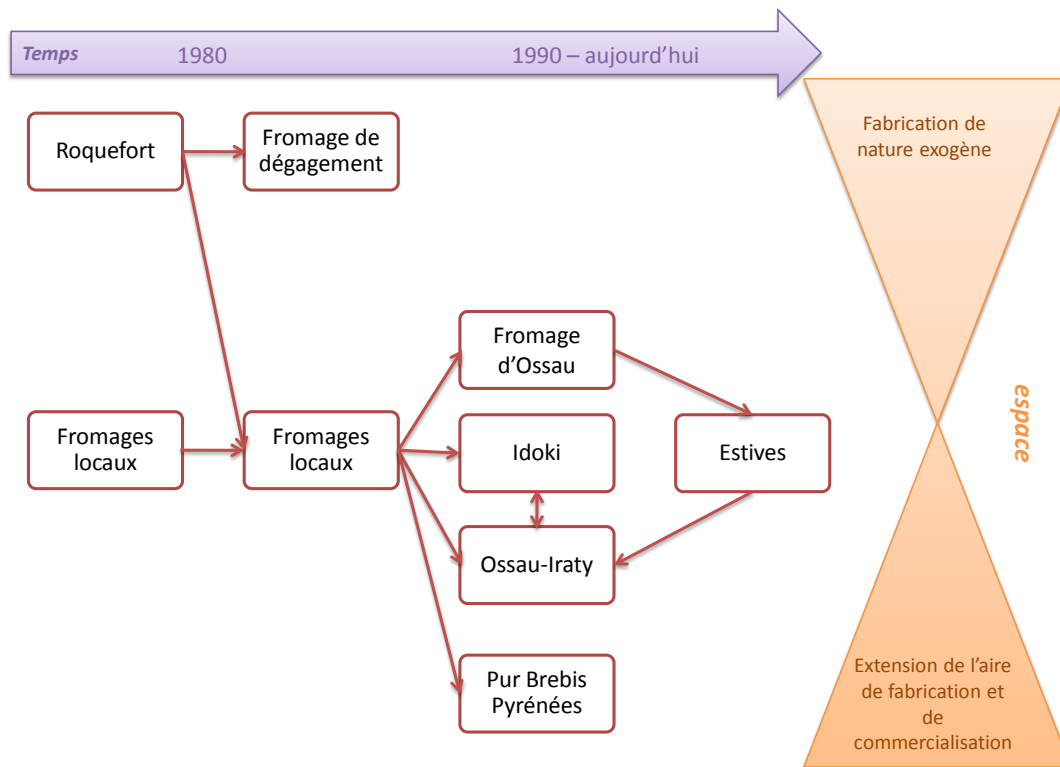 Temps 1980 1990 – aujourd'hui
Roquefort
Fromage de
dégagement
Fabrication de
nature exogène
Fromage
d'Ossau
Fromages
locaux
Fromages
locaux
Idoki
Estives
espace
Ossau-Iraty
Pur Brebis
Pyrénées
Extension de l'aire
de fabrication et
de
commercialisation